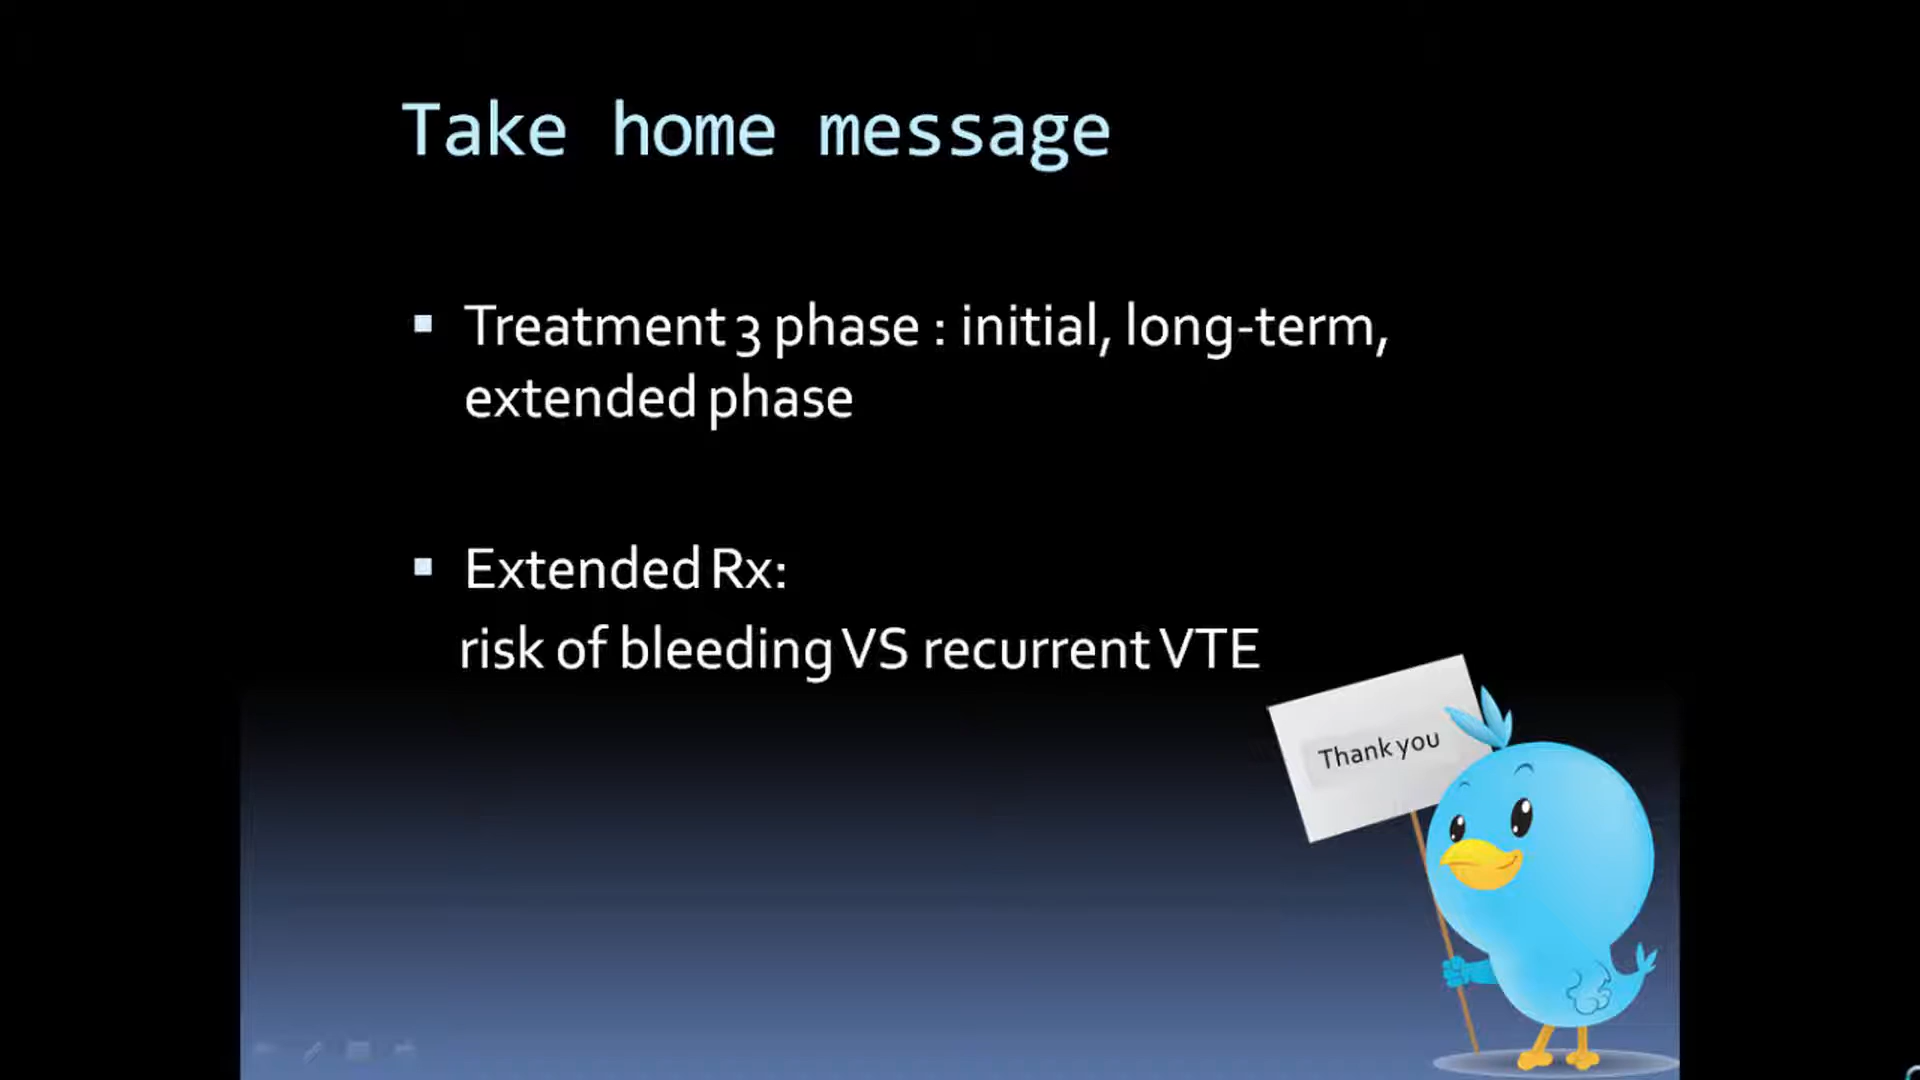 Take home message
Treatment 3 phase : initial, long-term,
extended phase
Extended Rx:
risk of bleeding VS recurrent VTE
Thank you